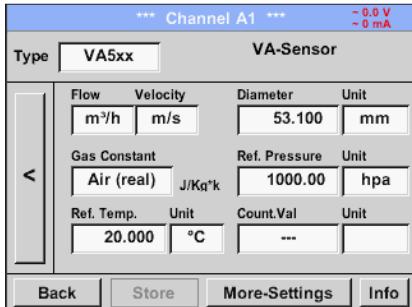 *** Channel A1 ***
~ 0.0 V
~ 0 mA
Type VA5xx VA-Sensor
Flow Velocity Diameter Unit
m³/h m/s 53.100 mm
Gas Constant Ref. Pressure Unit
< Air (real) J/Kg*k 1000.00 hpa
Ref. Temp. Unit Count.Val Unit
20.000 °C ---
Back Store More-Settings Info